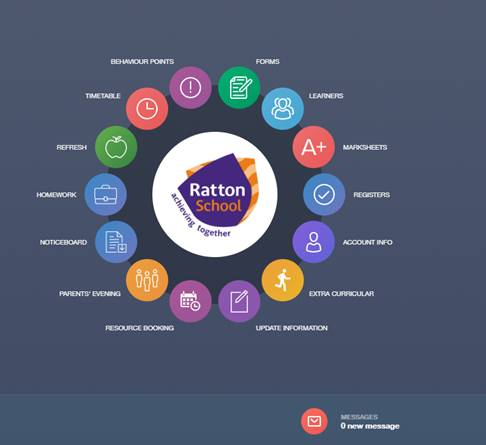 BEHAVIOUR POINTS
FORMS
TIMETABLE
LEARNERS
REFRESH
A+
MARKSHEETS
HOMEWORK
Ratton
School
achieving together
REGISTERS
NOTICEBOARD
ACCOUNT INFO
PARENTS' EVENING
EXTRA CURRICULAR
RESOURCE BOOKING
UPDATE INFORMATION
MESSAGES
0 new message